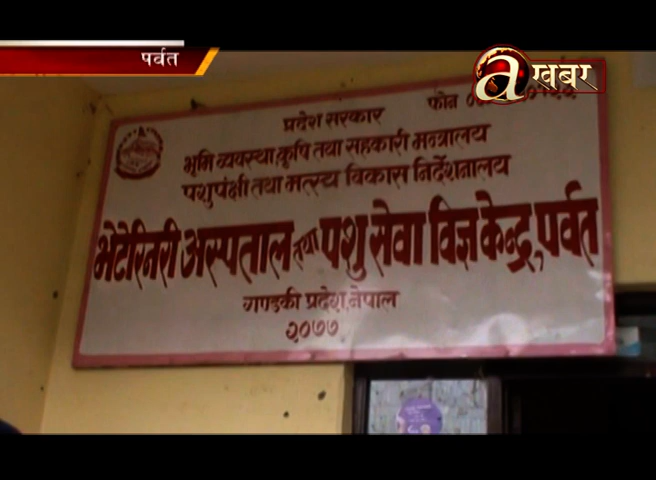 पर्वत
a खबर
प्रदेश सरकार
फोन
भूमि व्यवस्था, कृषि तथा सहकारी मन्त्रालय
पशुपंक्षी तथा मत्स्य विकास निर्देशनालय
भेटेरिनरी अस्पताल तथा पशु सेवा विज्ञ केन्द्र, पर्वत
गण्डकी प्रदेश, नेपाल
२०७७